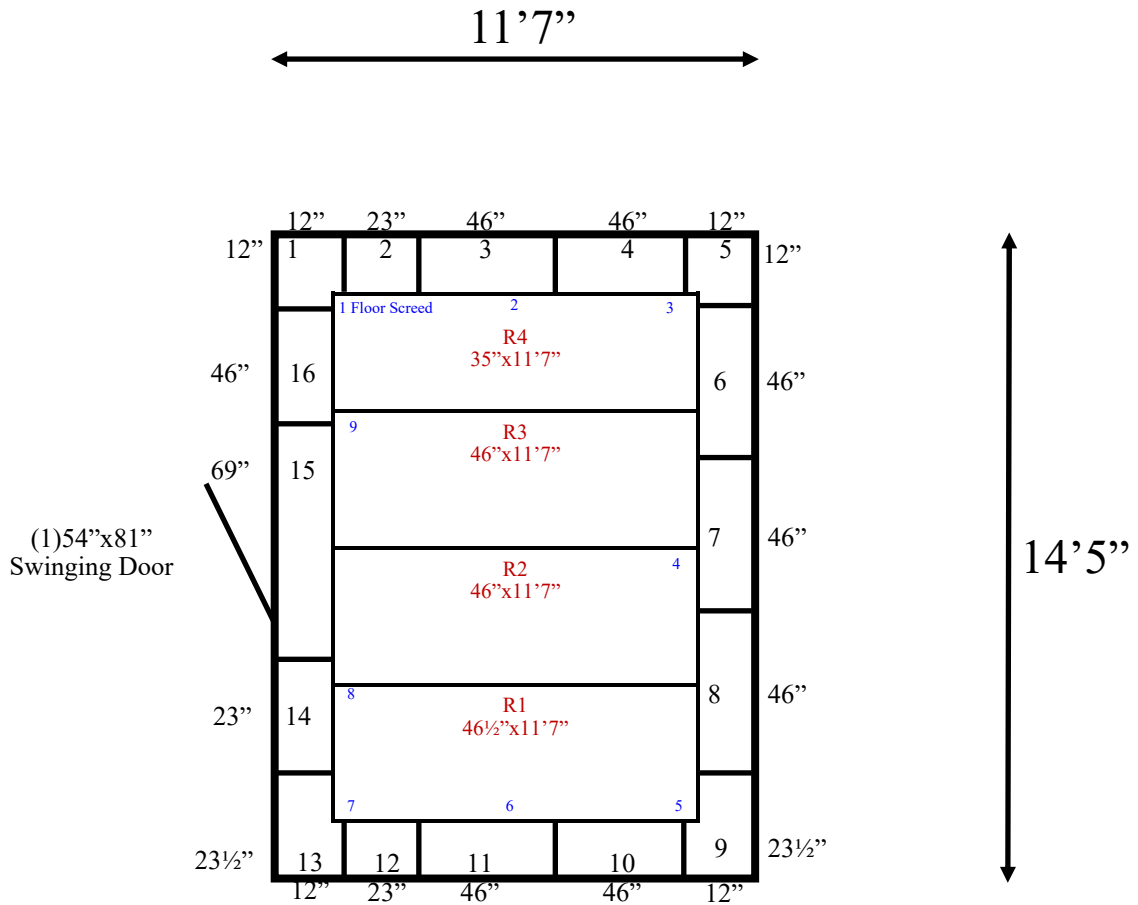 11’7”
12” 23” 46” 46” 12”
12” 1 2 3 4 5 12”
1 Floor Screed 2 3
R4
35”x11’7”
46” 16 6 46”
9 R3
46”x11’7”
69” 15
(1)54”x81”
Swinging Door
7 46”
14’5”
R2 4
46”x11’7”
8 R1
46½”x11’7”
23” 14 8 46”
7 6 5
23½” 13 12 11 10 9 23½”
12” 23” 46” 46” 12”